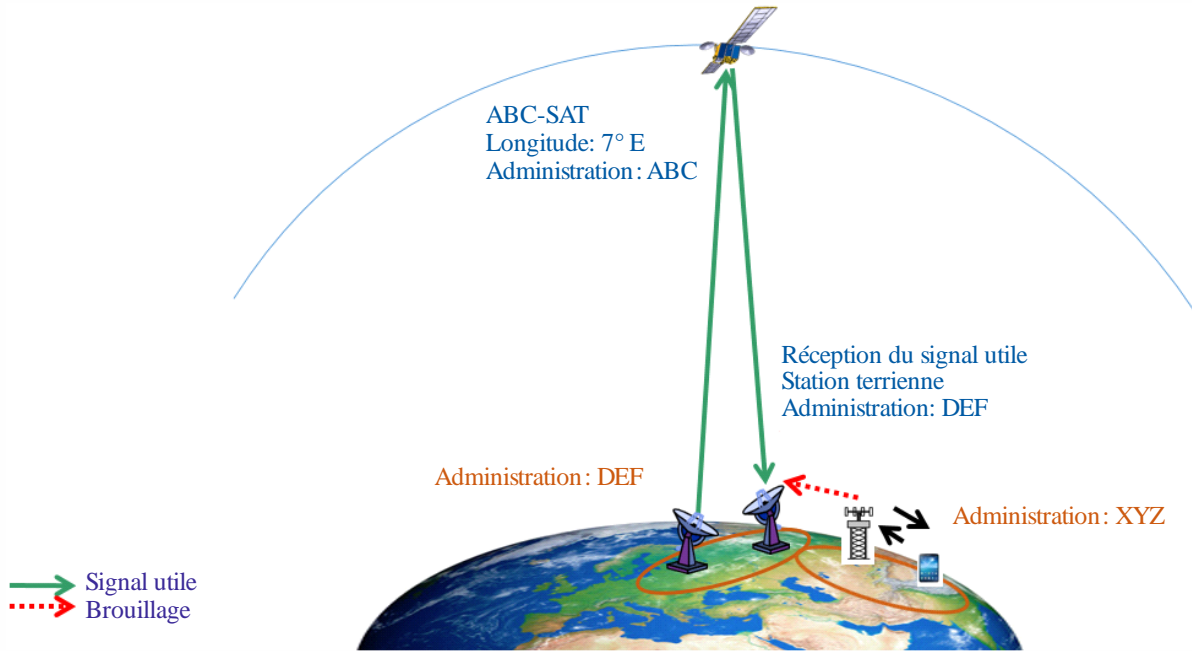 ABC-SAT
Longitude: 7° E
Administration: ABC
Réception du signal utile
Station terrienne
Administration: DEF
Administration: DEF
Administration: XYZ
Signal utile
Brouillage